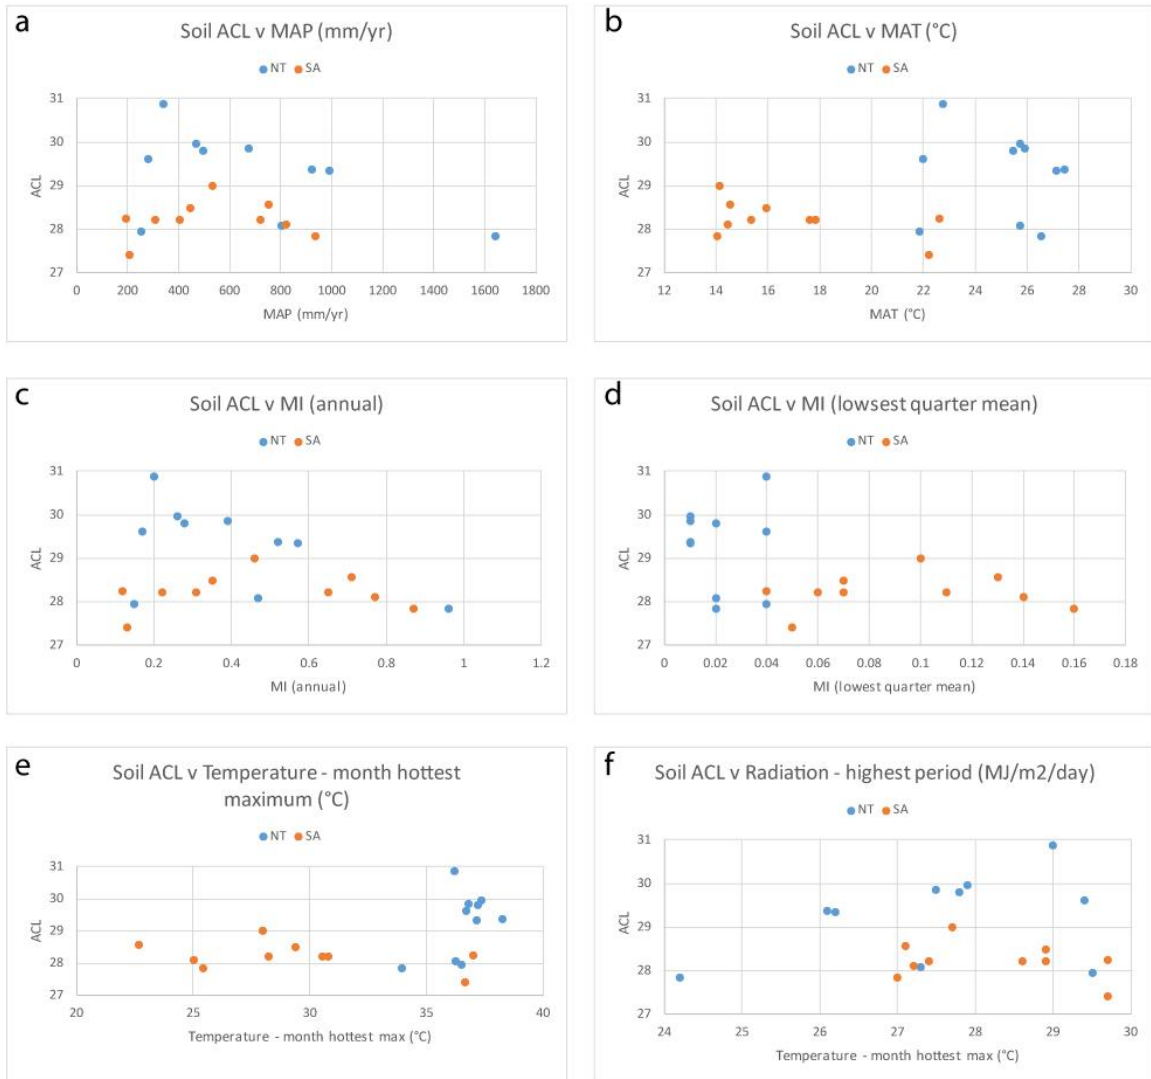 a
Soil ACL v MAP (mm/yr)
NT SA
31
30
29
28
27
ACL
0 200 400 600 800 1000 1200 1400 1600 1800
MAP (mm/yr)
b
Soil ACL v MAT (°C)
NT SA
31
30
29
28
27
ACL
12 14 16 18 20 22 24 26 28 30
MAT (°C)
c
Soil ACL v MI (annual)
NT SA
31
30
29
28
27
ACL
0 0.2 0.4 0.6 0.8 1 1.2
MI (annual)
d
Soil ACL v MI (lowsest quarter mean)
NT SA
31
30
29
28
27
ACL
0 0.02 0.04 0.06 0.08 0.1 0.12 0.14 0.16 0.18
MI (lowest quarter mean)
e
Soil ACL v Temperature - month hottest
maximum (°C)
NT SA
31
30
29
28
27
ACL
20 25 30 35 40
Temperature - month hottest max (°C)
f
Soil ACL v Radiation - highest period (MJ/m2/day)
NT SA
31
30
29
28
27
ACL
24 25 26 27 28 29 30
Temperature - month hottest max (°C)